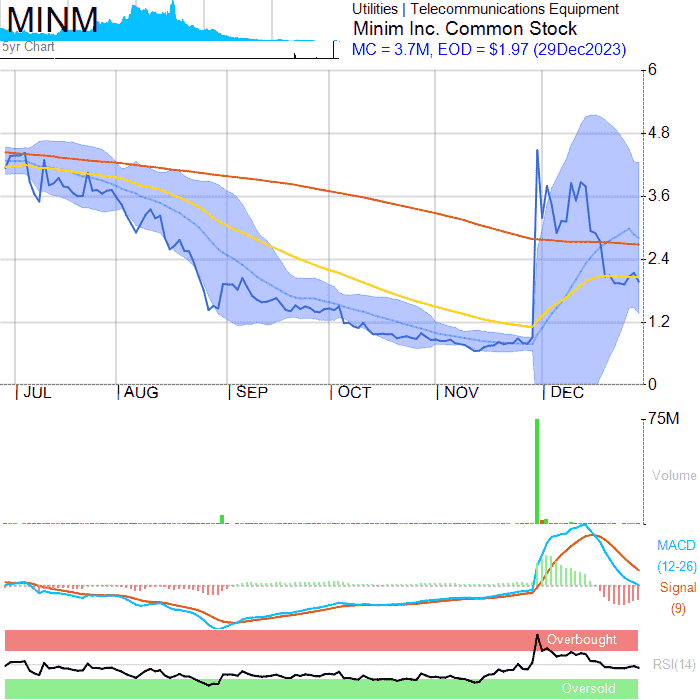 MINM
5yr Chart
Utilities | Telecommunications Equipment
Minim Inc. Common Stock
MC = 3.7M, EOD = $1.97 (29Dec2023)
6
4.8
3.6
2.4
1.2
0
|JUL |AUG |SEP |OCT |NOV |DEC
75M
Volume
MACD
(12-26)
Signal
(9)
Overbought
RSI(14)
Oversold